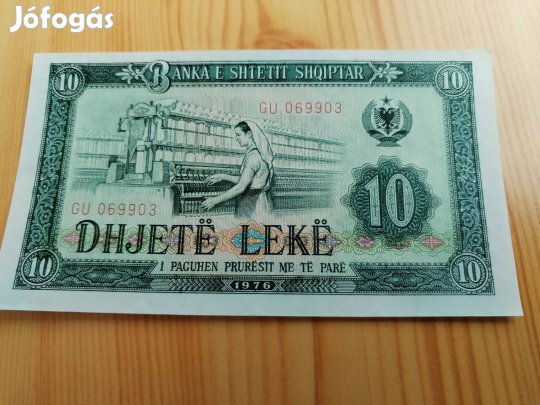 Jófogás
10 BANKA E SHTETIT SHQIPTAR 10
GU 069903
GU 069903
10
DHJETË LEKË
10 I PAGUHEN PRURËSIT ME TË PARË 10
1976